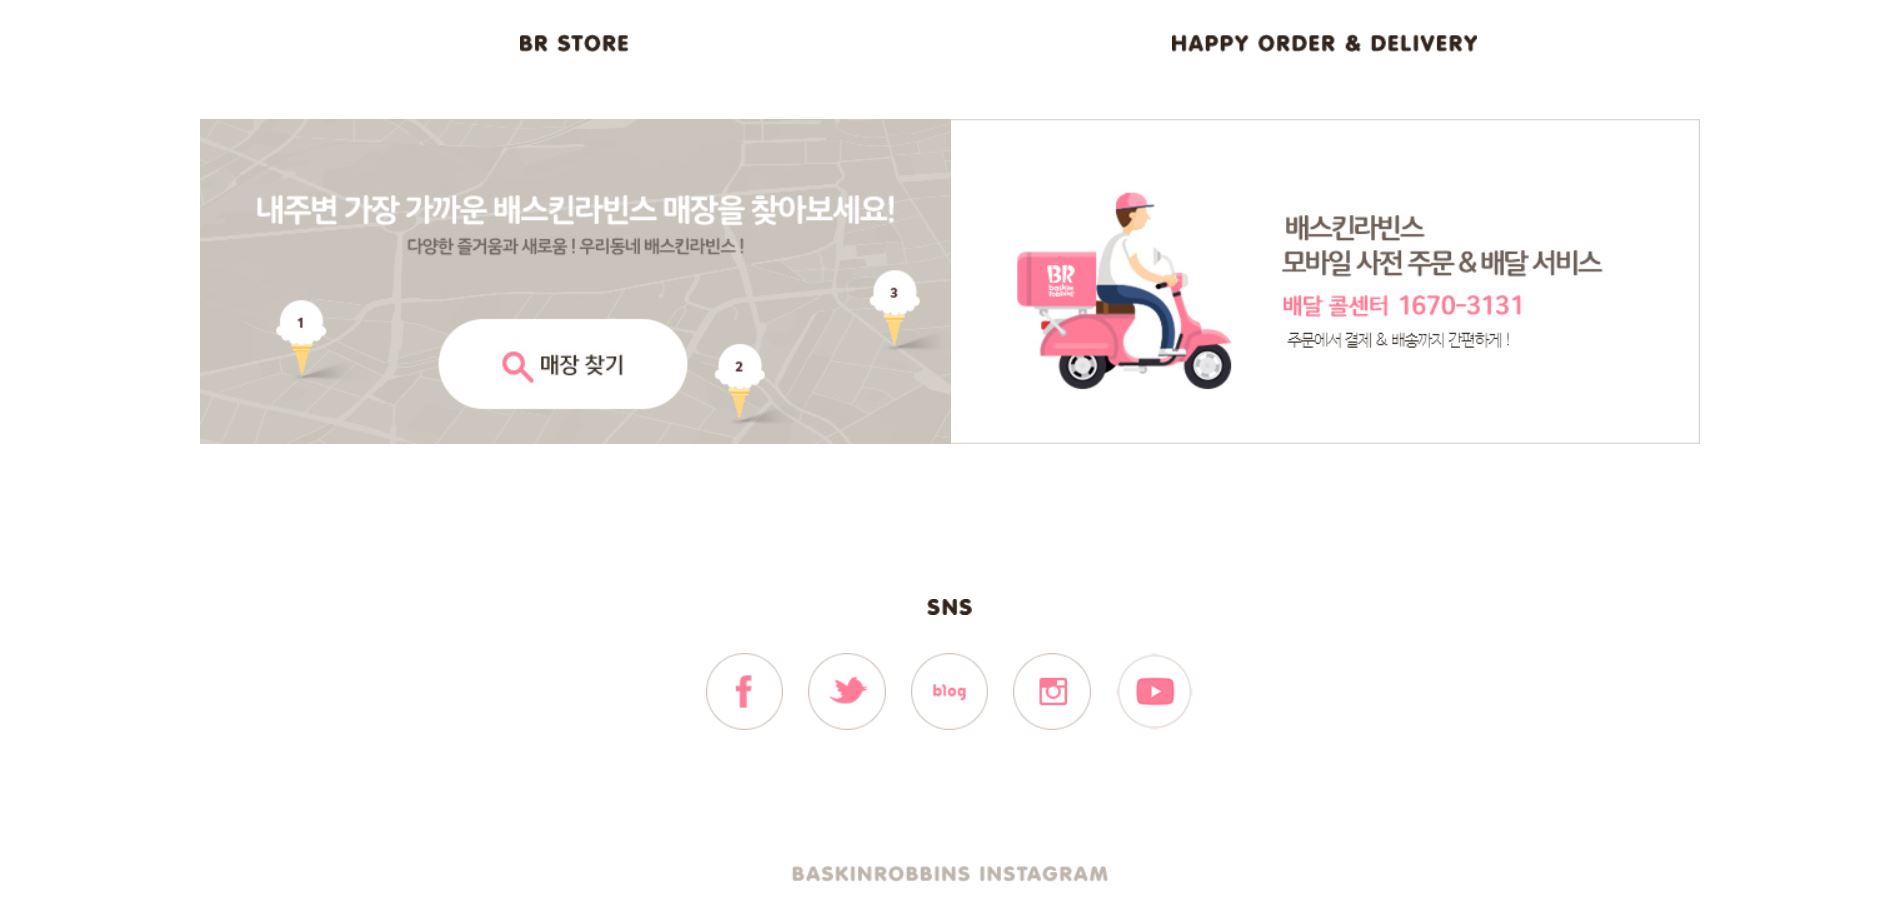 BR STORE
HAPPY ORDER & DELIVERY
내주변 가장 가까운 배스킨라빈스 매장을 찾아보세요!
다양한 즐거움과 새로움 ! 우리동네 배스킨라빈스 !
1
매장 찾기
2
3
BR
baskin
robbins
배스킨라빈스
모바일 사전 주문 & 배달 서비스
배달 콜센터 1670-3131
주문에서 결제 & 배송까지 간편하게 !
SNS
f
blog
BASKINROBBINS INSTAGRAM